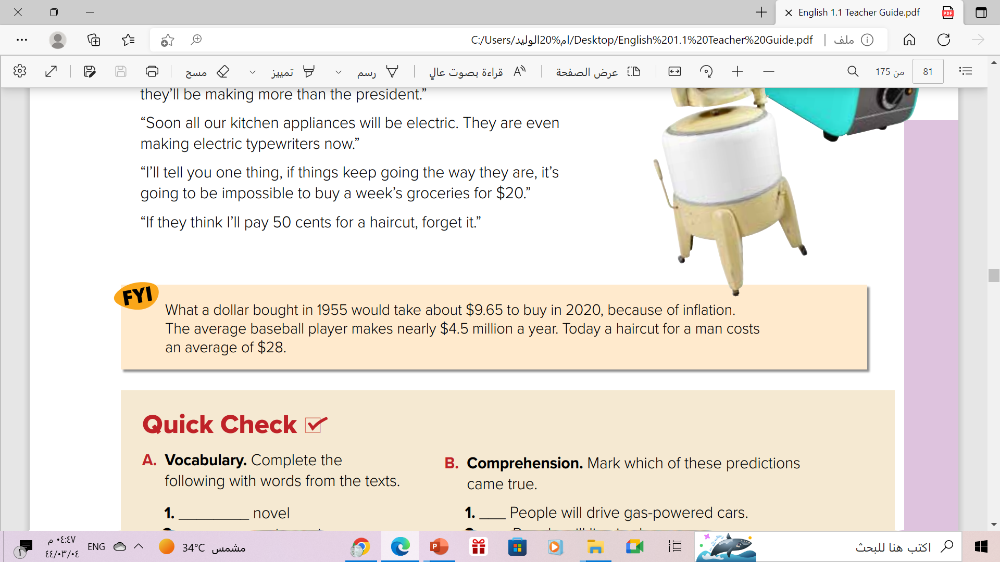 English 1.1 Teacher Guide.pdf
PDF
C:/Users/ام%20الوليد/Desktop/English%201.1%20Teacher%20Guide.pdf
ملف
مسح
تمييز
رسم
قراءة بصوت عالٍ
عرض الصفحة
من 175
81
they’ll be making more than the president.”
“Soon all our kitchen appliances will be electric. They are even
making electric typewriters now.”
“I’ll tell you one thing, if things keep going the way they are, it’s
going to be impossible to buy a week’s groceries for $20.”
“If they think I’ll pay 50 cents for a haircut, forget it.”
FYI
What a dollar bought in 1955 would take about $9.65 to buy in 2020, because of inflation.
The average baseball player makes nearly $4.5 million a year. Today a haircut for a man costs
an average of $28.
Quick Check
A. Vocabulary. Complete the
following with words from the texts.
1. _________ novel
B. Comprehension. Mark which of these predictions
came true.
1. ___ People will drive gas-powered cars.
٠٤:٤٧ م
٤٤/٠٣/٠٤
١
ENG
34°C مشمس
اكتب هنا للبحث